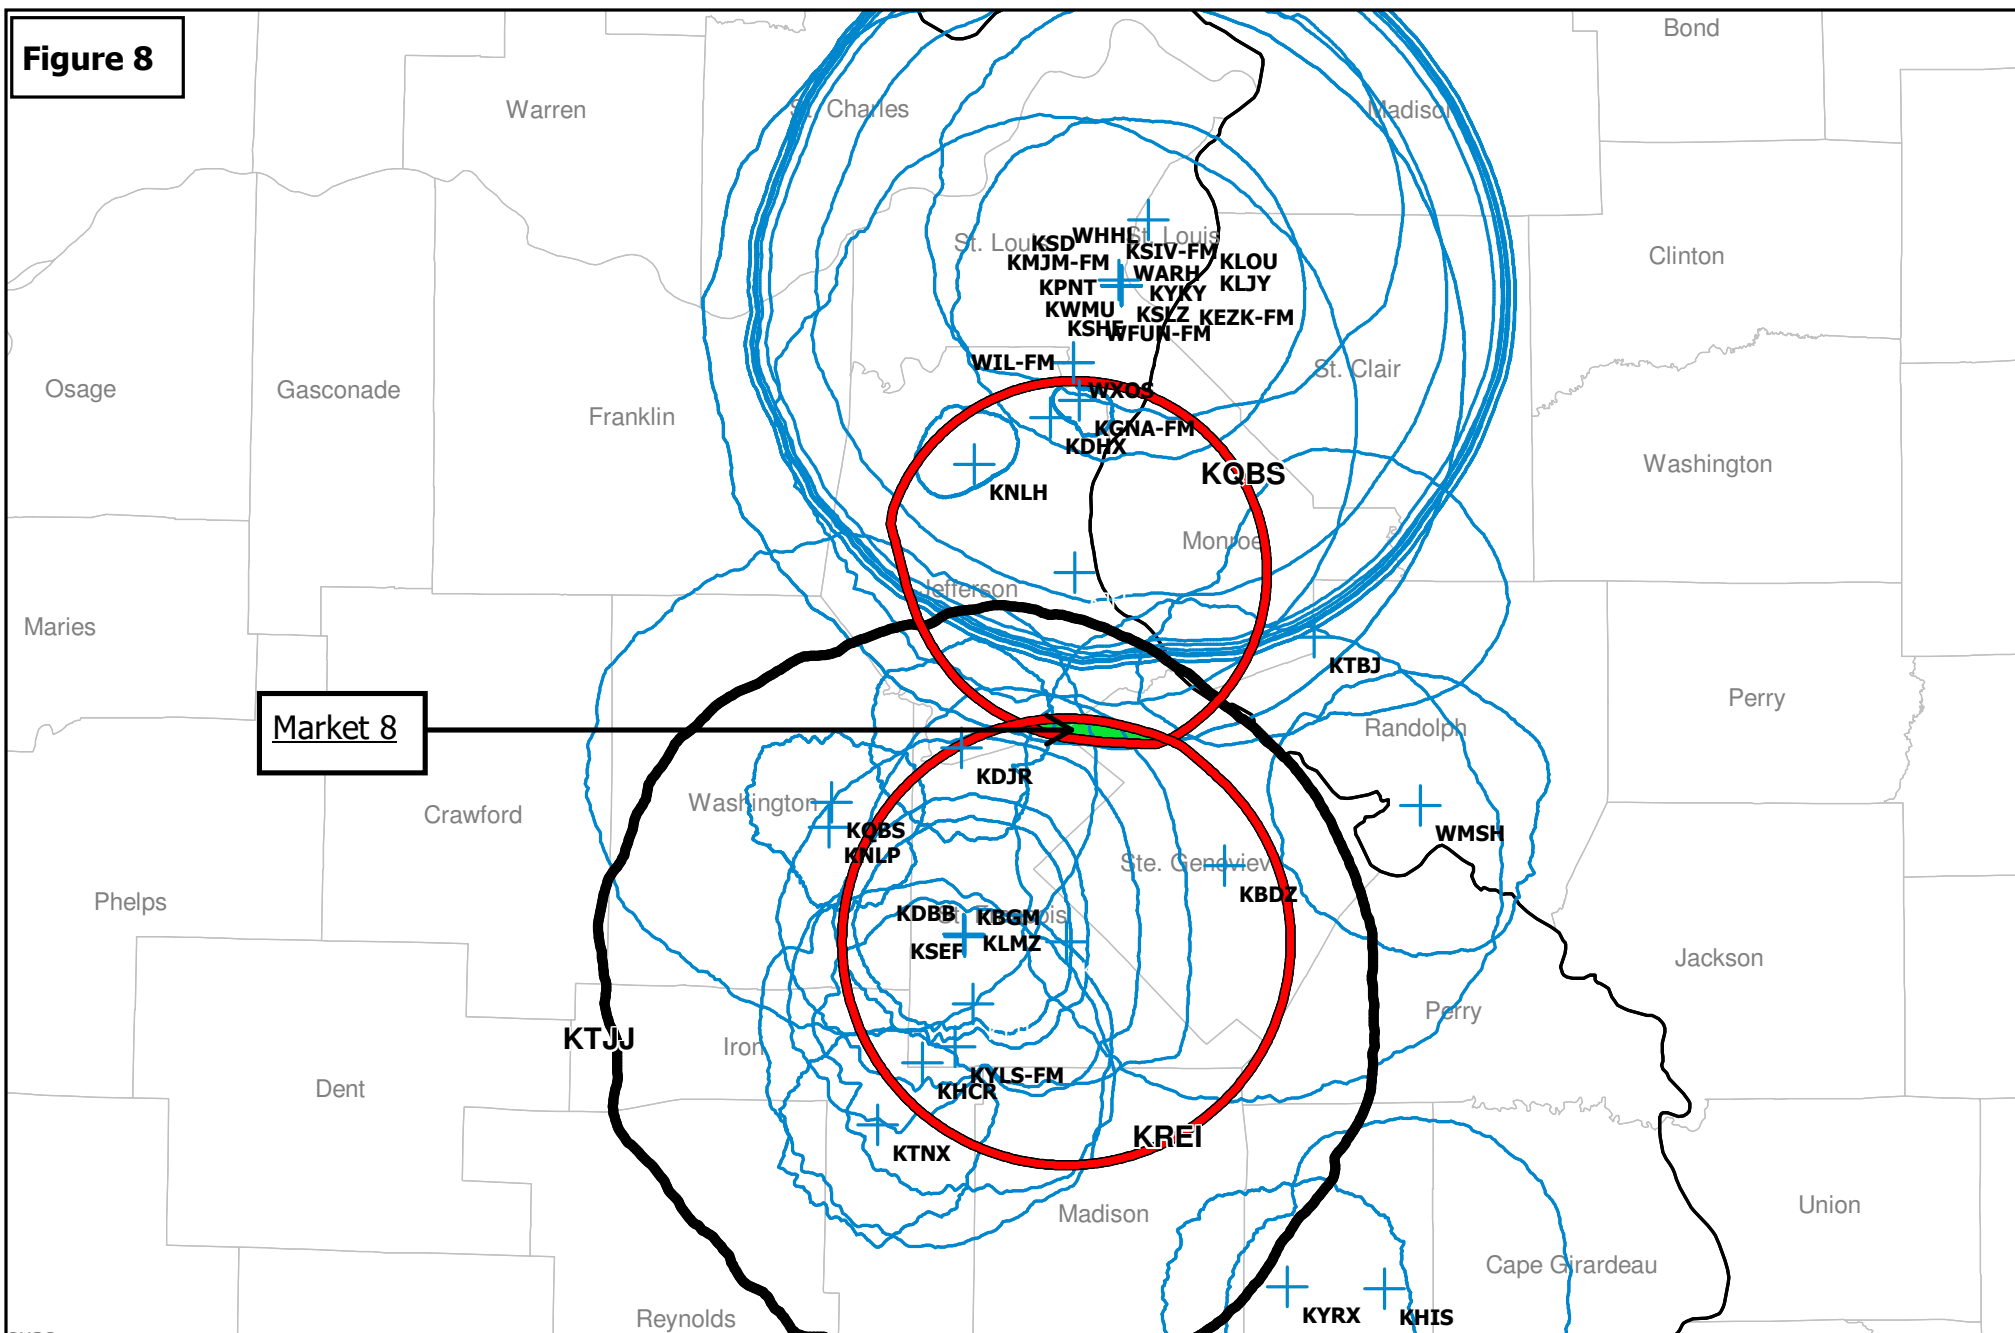 Figure 8
Bond
Warren
St. Charles
Madison
St. Louis
St. Louis
KSD
WHHL
KSIV-FM
KMJM-FM
WARH
KLOU
KLJY
KPNT
KYKY
KWMU
KSLZ
KEZK-FM
KSHE
WFUN-FM
Clinton
WIL-FM
St. Clair
Osage
Gasconade
Franklin
WXOS
KGNA-FM
KDHX
KQBS
Washington
KNLH
Monroe
Jefferson
Maries
KTBJ
Perry
Market 8
Randolph
KDJR
Washington
Crawford
KQBS
WMSH
KNLP
Ste. Genevieve
KBDZ
Phelps
KDBB
KBGM
St. Francois
KSEF
KLMZ
Jackson
Perry
KTJJ
Iron
KYLS-FM
Dent
KHCR
KREI
KTNX
Union
Madison
Cape Girardeau
Reynolds
KYRX
KHIS